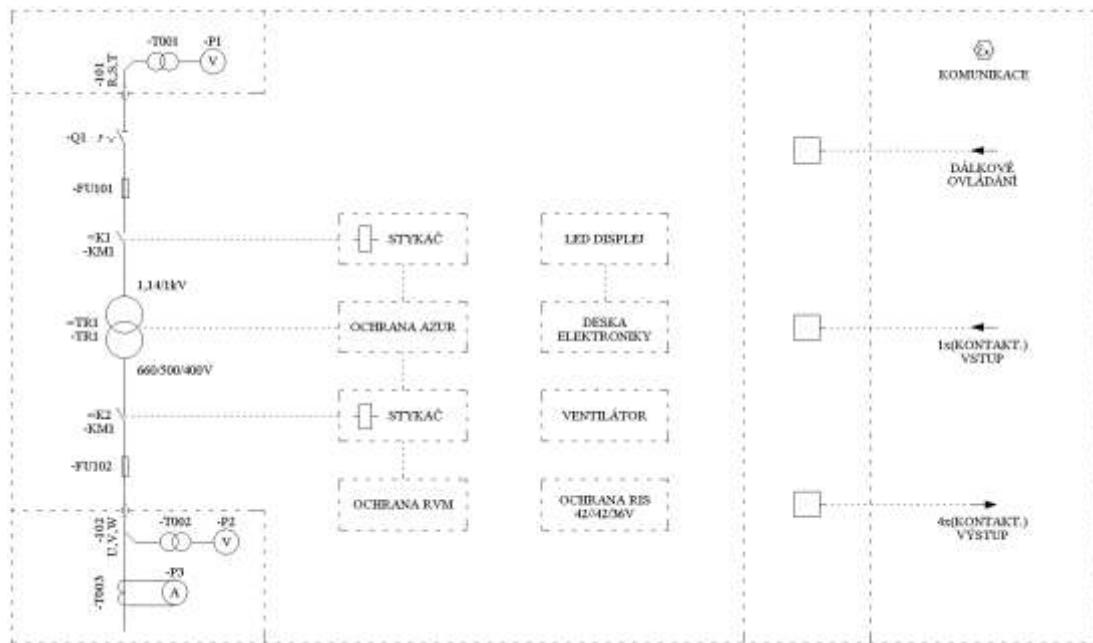 -T001
-P1
V
-101
R,S,T
-Q1
-FU101
=K1
-KM1
1,14/1kV
=TR1
-TR1
660/500/400V
=K2
-KM1
-FU102
-102
U,V,W
-T002
-P2
V
-T003
-P3
A
STYKAČ
OCHRANA AZUR
STYKAČ
OCHRANA RVM
LED DISPLEJ
DESKA
ELEKTRONIKY
VENTILÁTOR
OCHRANA RIS
42//42/36V
Ex
KOMUNIKACE
DÁLKOVÉ
OVLÁDÁNÍ
1x(KONTAKT.)
VSTUP
4x(KONTAKT.)
VÝSTUP